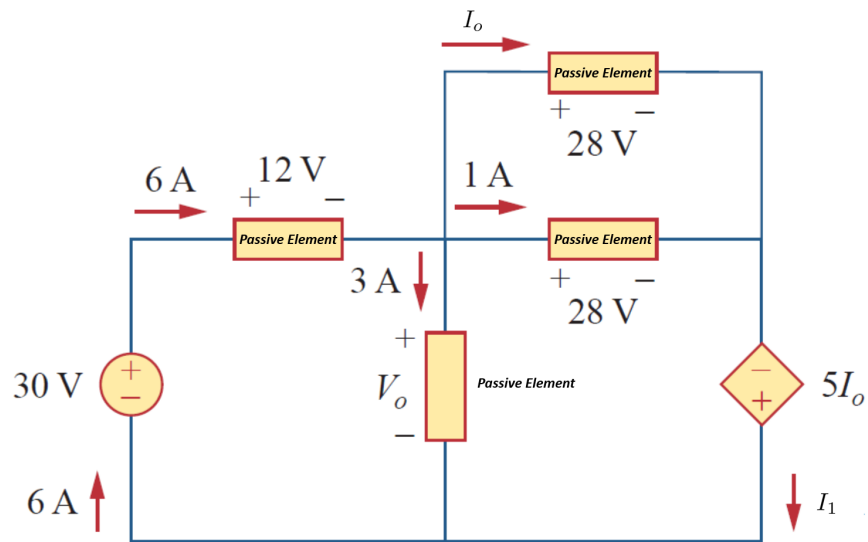 I_o
Passive Element
+ −
28 V
6 A
12 V
+ −
1 A
Passive Element
Passive Element
+ −
28 V
3 A
30 V
+
−
+
V_o
−
Passive Element
−
+
5I_o
6 A
I_1